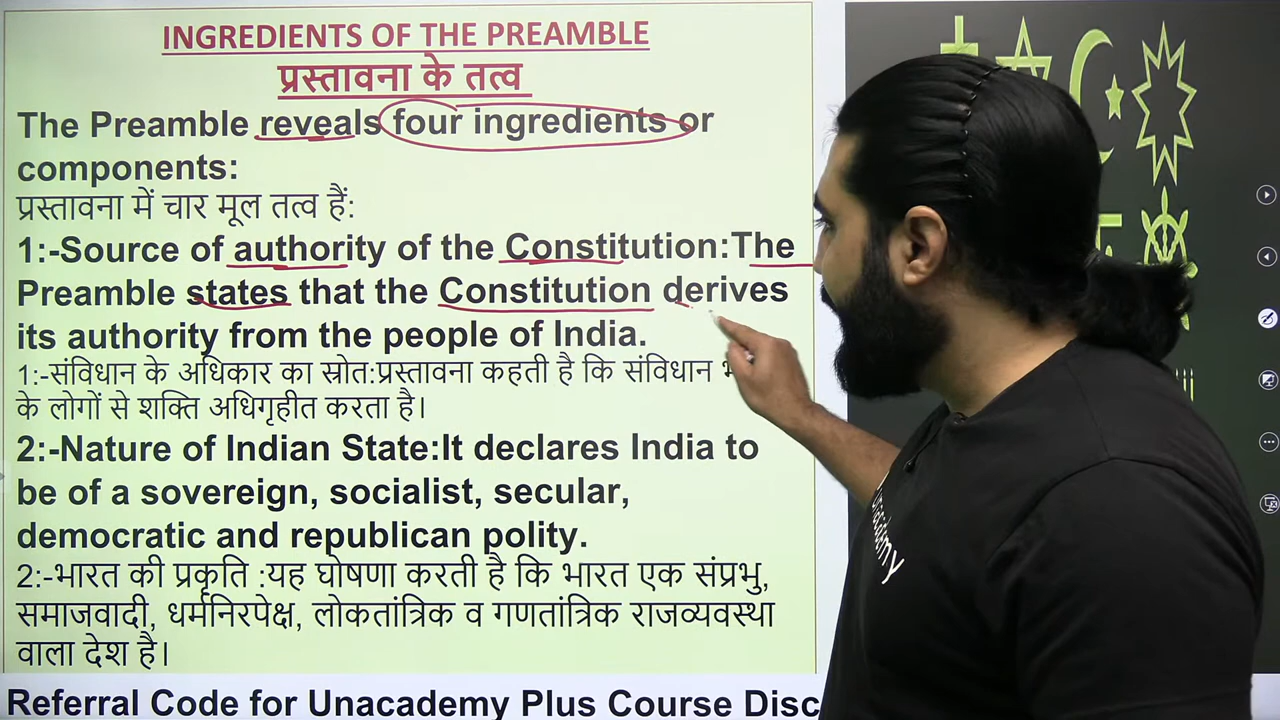 INGREDIENTS OF THE PREAMBLE
प्रस्तावना के तत्व
The Preamble reveals four ingredients or
components:
प्रस्तावना में चार मूल तत्व हैं:
1:-Source of authority of the Constitution:The
Preamble states that the Constitution derives
its authority from the people of India.
1:-संविधान के अधिकार का स्रोत:प्रस्तावना कहती है कि संविधान
के लोगों से शक्ति अधिगृहीत करता है।
2:-Nature of Indian State:It declares India to
be of a sovereign, socialist, secular,
democratic and republican polity.
2:-भारत की प्रकृति :यह घोषणा करती है कि भारत एक संप्रभु,
समाजवादी, धर्मनिरपेक्ष, लोकतांत्रिक व गणतांत्रिक राजव्यवस्था
वाला देश है।
Referral Code for Unacademy Plus Course Disc
unacademy